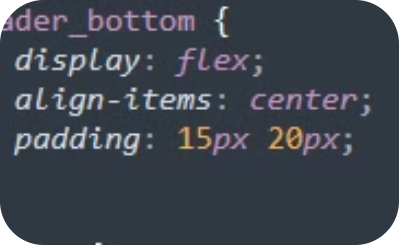 ader_bottom {
display: flex;
align-items: center;
padding: 15px 20px;